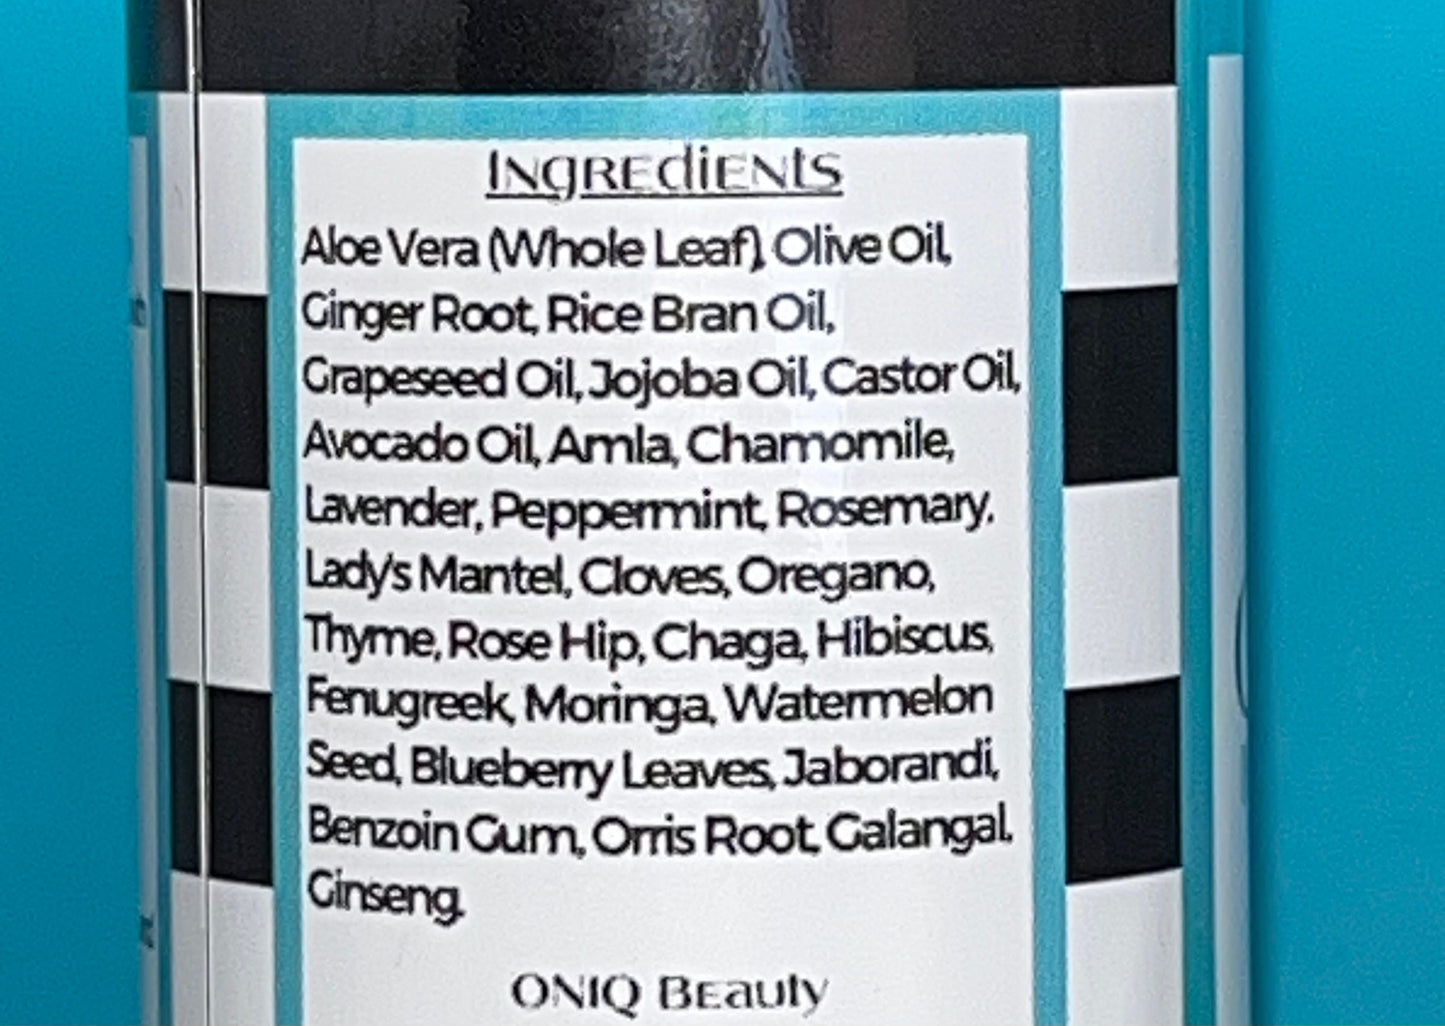 Ingredients
Aloe Vera (Whole Leaf), Olive Oil,
Ginger Root, Rice Bran Oil,
Grapeseed Oil, Jojoba Oil, Castor Oil,
Avocado Oil, Amla, Chamomile,
Lavender, Peppermint, Rosemary.
Lady's Mantel, Cloves, Oregano,
Thyme, Rose Hip, Chaga, Hibiscus,
Fenugreek, Moringa, Watermelon
Seed, Blueberry Leaves, Jaborandi,
Benzoin Gum, Orris Root, Galangal.
Ginseng.
ONIQ Beauty